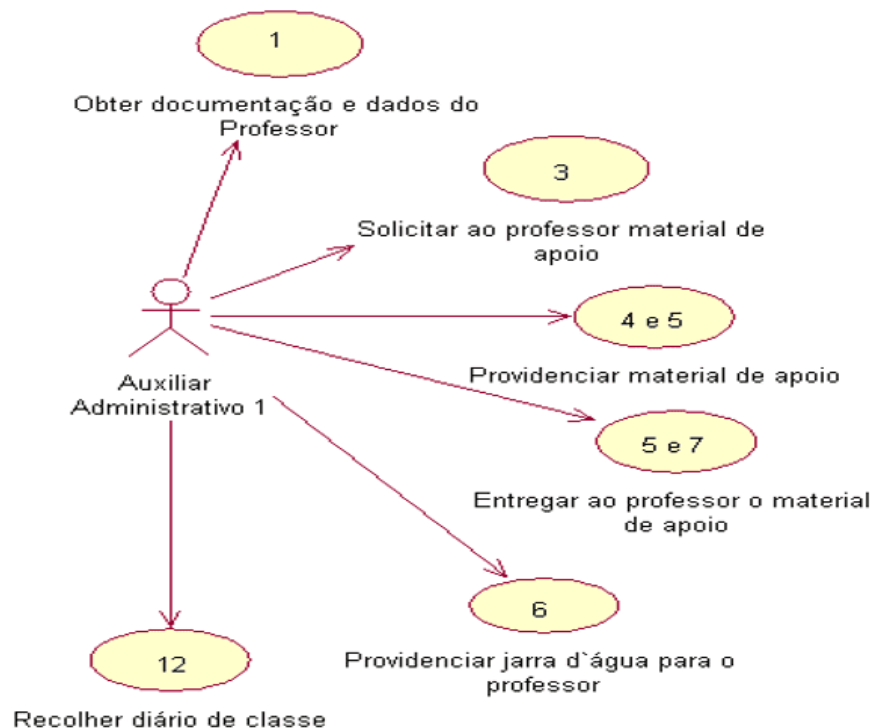 1
Obter documentação e dados do
Professor
3
Solicitar ao professor material de
apoio
4 e 5
Providenciar material de apoio
Auxiliar
Administrativo 1
5 e 7
Entregar ao professor o material
de apoio
6
Providenciar jarra d`água para o
professor
12
Recolher diário de classe